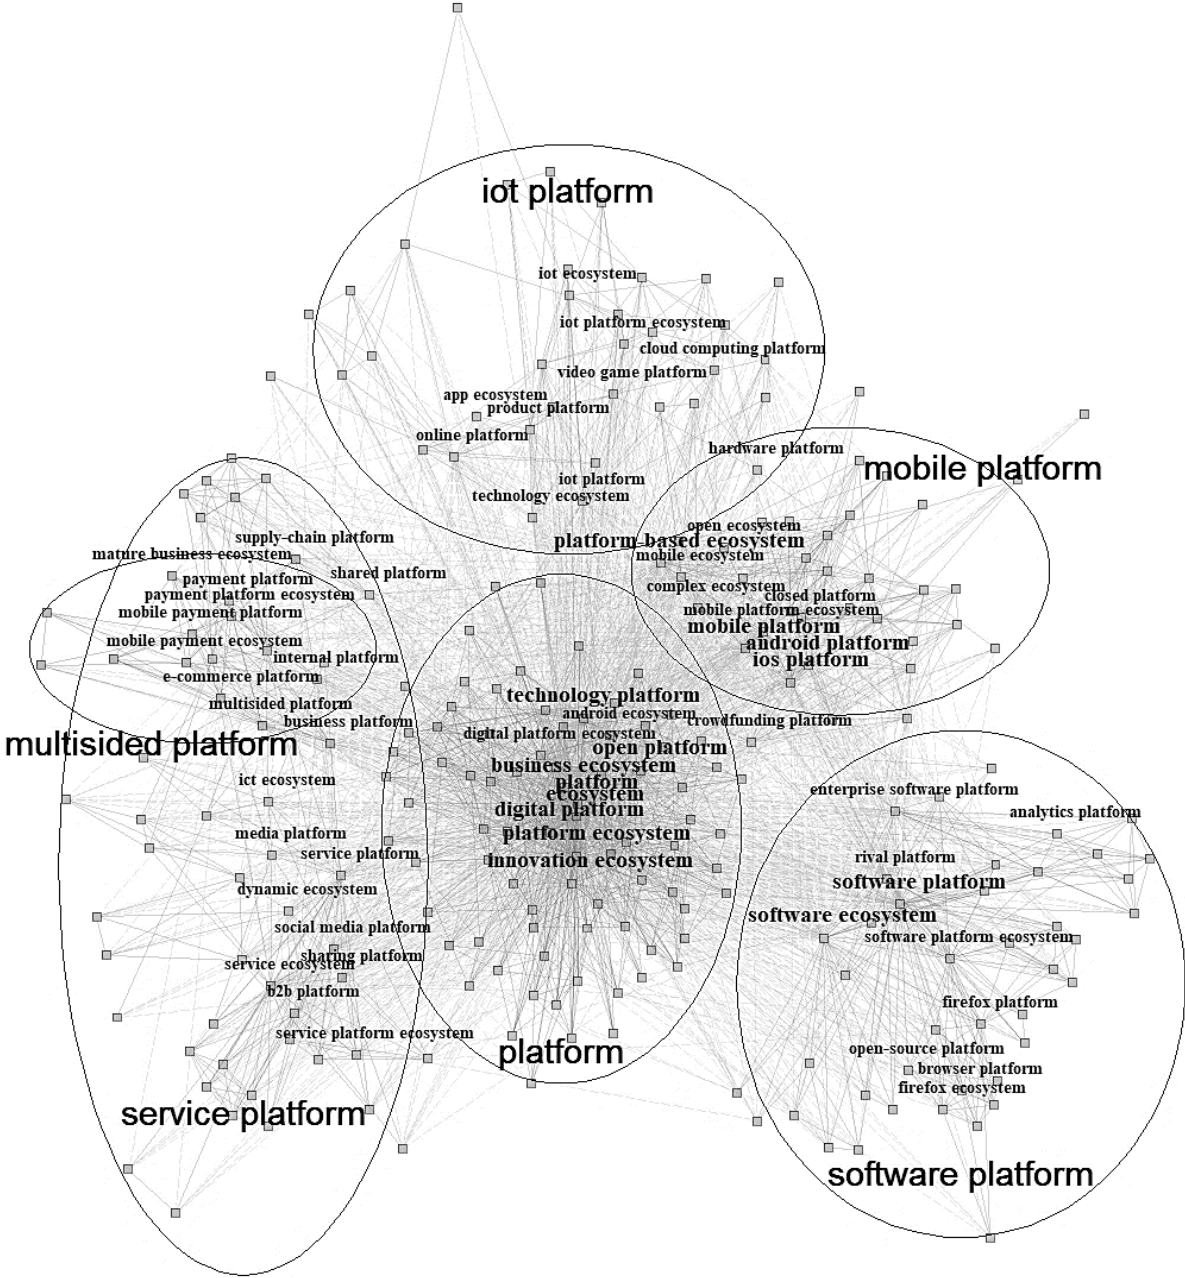 iot platform
iot ecosystem
iot platform ecosystem
cloud computing platform
video game platform
app ecosystem
product platform
online platform
hardware platform
mobile platform
iot platform
technology ecosystem
open ecosystem
supply-chain platform
platform-based ecosystem
mature business ecosystem
mobile ecosystem
shared platform
payment platform
complex ecosystem
payment platform ecosystem
closed platform
mobile payment platform
mobile platform ecosystem
mobile platform
mobile payment ecosystem
android platform
internal platform
ios platform
e-commerce platform
technology platform
multisided platform
android ecosystem
business platform
crowdfunding platform
digital platform ecosystem
multisided platform
open platform
business ecosystem
ict ecosystem
platform
enterprise software platform
ecosystem
digital platform
analytics platform
media platform
platform ecosystem
service platform
rival platform
innovation ecosystem
software platform
dynamic ecosystem
software ecosystem
social media platform
software platform ecosystem
sharing platform
service ecosystem
b2b platform
firefox platform
service platform ecosystem
platform
open-source platform
browser platform
firefox ecosystem
service platform
software platform